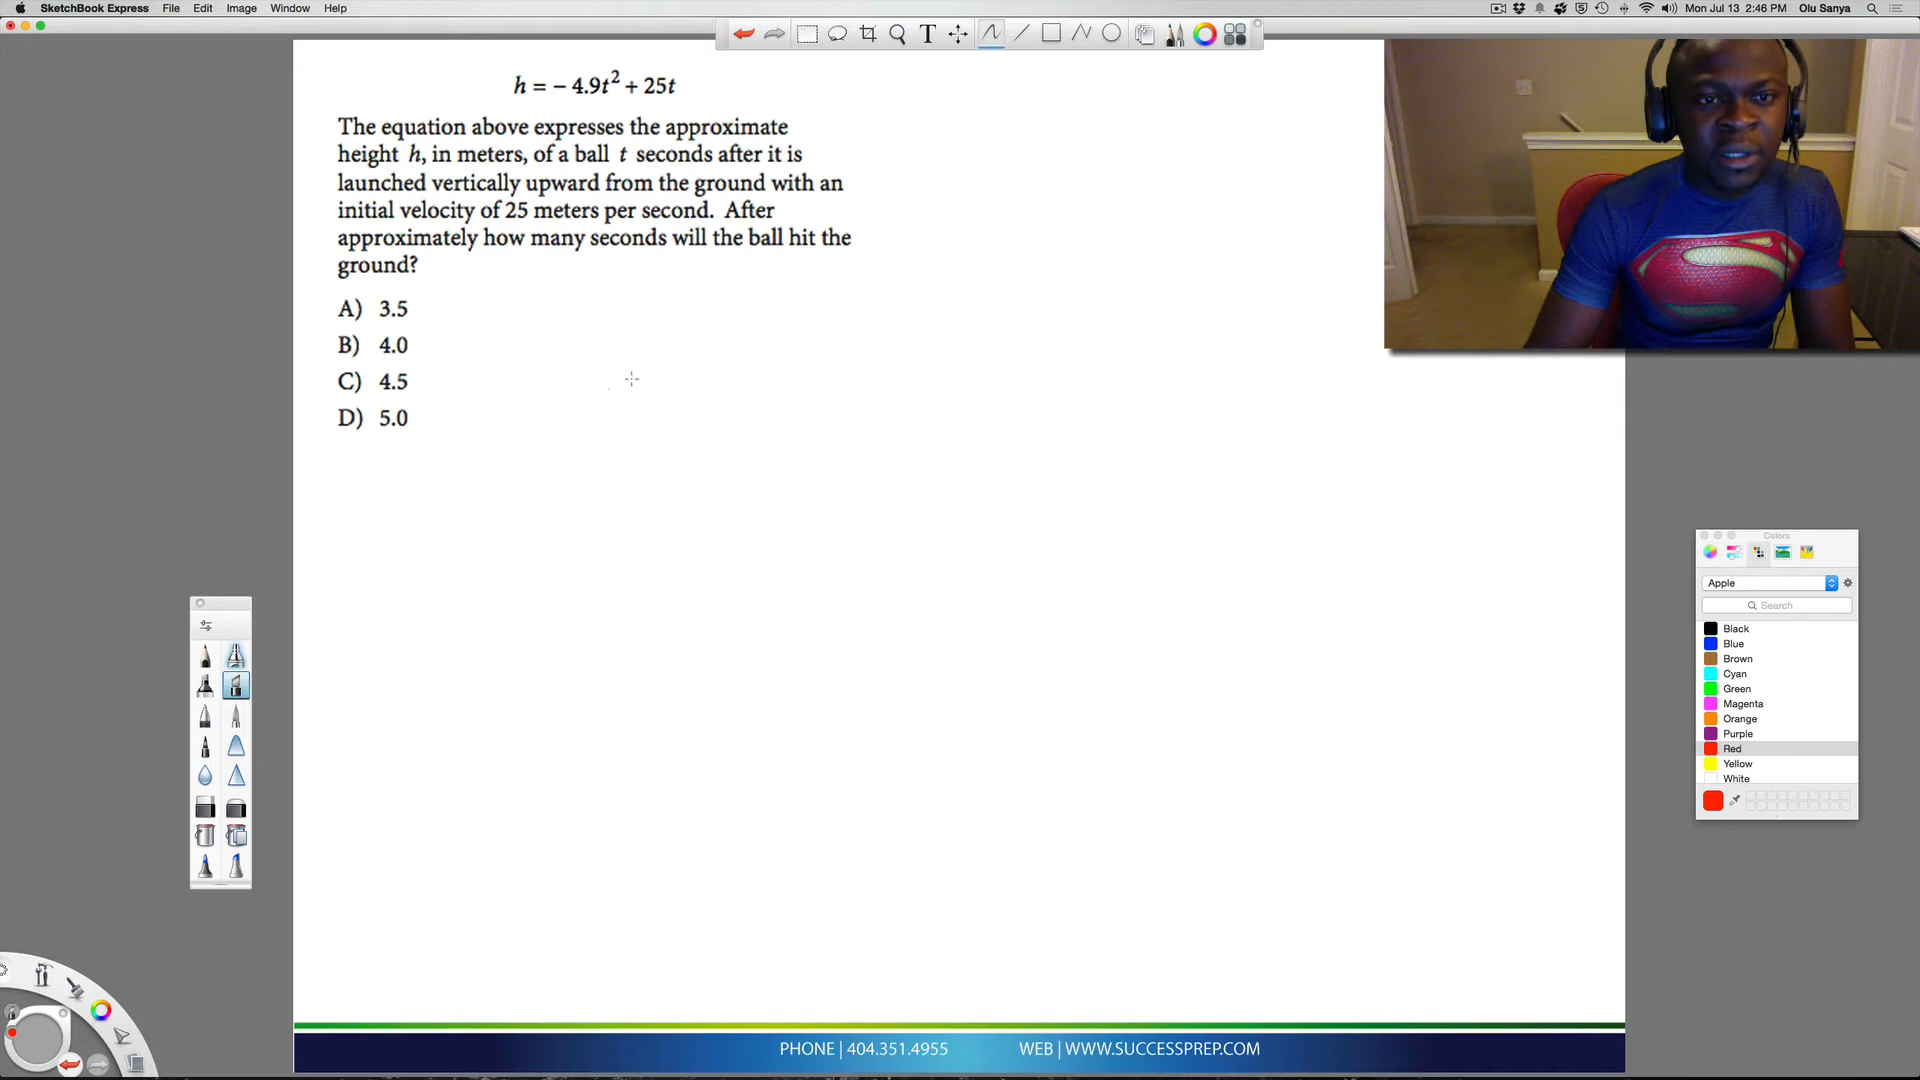 SketchBook Express File Edit Image Window Help Mon Jul 13 2:46 PM Olu Sanya
T
h = − 4.9t² + 25t
The equation above expresses the approximate
height h, in meters, of a ball t seconds after it is
launched vertically upward from the ground with an
initial velocity of 25 meters per second. After
approximately how many seconds will the ball hit the
ground?
A) 3.5
B) 4.0
C) 4.5
D) 5.0
Colors
Apple
Search
Black
Blue
Brown
Cyan
Green
Magenta
Orange
Purple
Red
Yellow
White
PHONE | 404.351.4955 WEB | WWW.SUCCESSPREP.COM